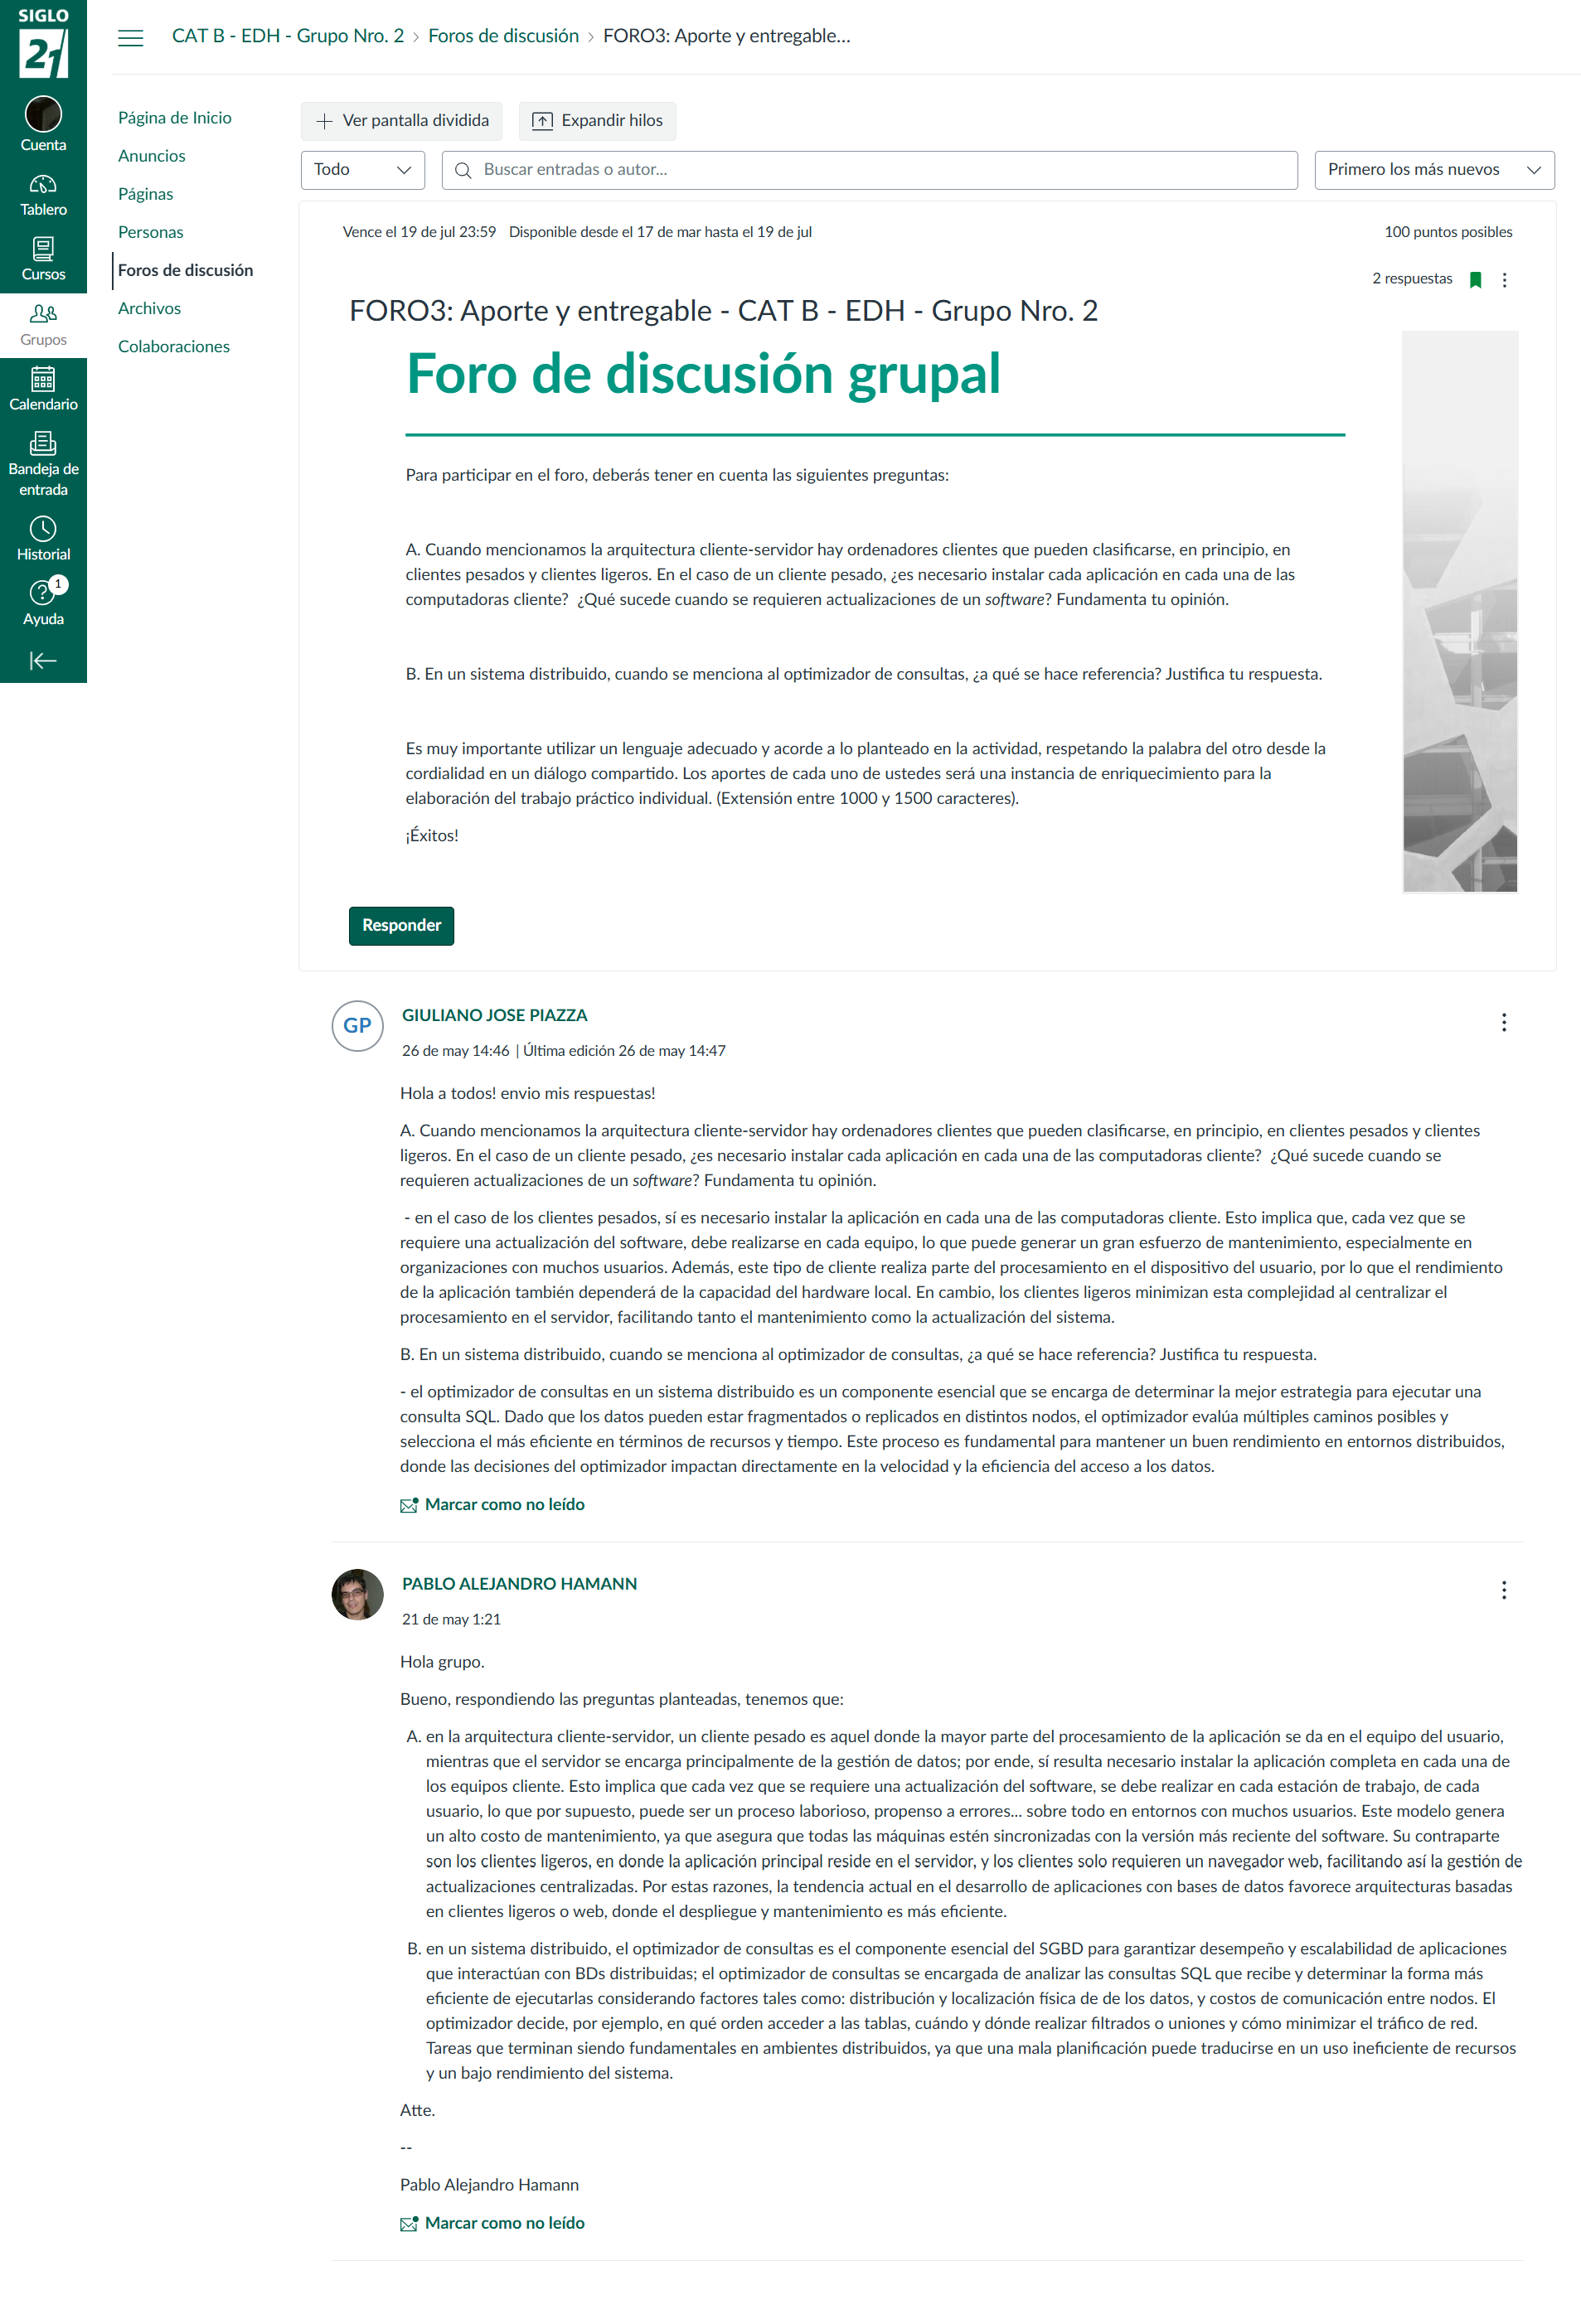 SIGLO
21
Cuenta
Tablero
Cursos
Grupos
Calendario
Bandeja de
entrada
Historial
1
Ayuda
CAT B - EDH - Grupo Nro. 2 › Foros de discusión › FORO3: Aporte y entregable...
Página de Inicio
Anuncios
Páginas
Personas
Foros de discusión
Archivos
Colaboraciones
Ver pantalla dividida
Expandir hilos
Todo
Buscar entradas o autor...
Primero los más nuevos
Vence el 19 de jul 23:59 Disponible desde el 17 de mar hasta el 19 de jul
100 puntos posibles
2 respuestas
FORO3: Aporte y entregable - CAT B - EDH - Grupo Nro. 2
Foro de discusión grupal
Para participar en el foro, deberás tener en cuenta las siguientes preguntas:
A. Cuando mencionamos la arquitectura cliente-servidor hay ordenadores clientes que pueden clasificarse, en principio, en
clientes pesados y clientes ligeros. En el caso de un cliente pesado, ¿es necesario instalar cada aplicación en cada una de las
computadoras cliente?  ¿Qué sucede cuando se requieren actualizaciones de un software? Fundamenta tu opinión.
B. En un sistema distribuido, cuando se menciona al optimizador de consultas, ¿a qué se hace referencia? Justifica tu respuesta.
Es muy importante utilizar un lenguaje adecuado y acorde a lo planteado en la actividad, respetando la palabra del otro desde la
cordialidad en un diálogo compartido. Los aportes de cada uno de ustedes será una instancia de enriquecimiento para la
elaboración del trabajo práctico individual. (Extensión entre 1000 y 1500 caracteres).
¡Éxitos!
Responder
GP
GIULIANO JOSE PIAZZA
26 de may 14:46 | Última edición 26 de may 14:47
Hola a todos! envio mis respuestas!
A. Cuando mencionamos la arquitectura cliente-servidor hay ordenadores clientes que pueden clasificarse, en principio, en clientes pesados y clientes
ligeros. En el caso de un cliente pesado, ¿es necesario instalar cada aplicación en cada una de las computadoras cliente?  ¿Qué sucede cuando se
requieren actualizaciones de un software? Fundamenta tu opinión.
- en el caso de los clientes pesados, sí es necesario instalar la aplicación en cada una de las computadoras cliente. Esto implica que, cada vez que se
requiere una actualización del software, debe realizarse en cada equipo, lo que puede generar un gran esfuerzo de mantenimiento, especialmente en
organizaciones con muchos usuarios. Además, este tipo de cliente realiza parte del procesamiento en el dispositivo del usuario, por lo que el rendimiento
de la aplicación también dependerá de la capacidad del hardware local. En cambio, los clientes ligeros minimizan esta complejidad al centralizar el
procesamiento en el servidor, facilitando tanto el mantenimiento como la actualización del sistema.
B. En un sistema distribuido, cuando se menciona al optimizador de consultas, ¿a qué se hace referencia? Justifica tu respuesta.
- el optimizador de consultas en un sistema distribuido es un componente esencial que se encarga de determinar la mejor estrategia para ejecutar una
consulta SQL. Dado que los datos pueden estar fragmentados o replicados en distintos nodos, el optimizador evalúa múltiples caminos posibles y
selecciona el más eficiente en términos de recursos y tiempo. Este proceso es fundamental para mantener un buen rendimiento en entornos distribuidos,
donde las decisiones del optimizador impactan directamente en la velocidad y la eficiencia del acceso a los datos.
Marcar como no leído
PABLO ALEJANDRO HAMANN
21 de may 1:21
Hola grupo.
Bueno, respondiendo las preguntas planteadas, tenemos que:
A. en la arquitectura cliente-servidor, un cliente pesado es aquel donde la mayor parte del procesamiento de la aplicación se da en el equipo del usuario,
mientras que el servidor se encarga principalmente de la gestión de datos; por ende, sí resulta necesario instalar la aplicación completa en cada una de
los equipos cliente. Esto implica que cada vez que se requiere una actualización del software, se debe realizar en cada estación de trabajo, de cada
usuario, lo que por supuesto, puede ser un proceso laborioso, propenso a errores... sobre todo en entornos con muchos usuarios. Este modelo genera
un alto costo de mantenimiento, ya que asegura que todas las máquinas estén sincronizadas con la versión más reciente del software. Su contraparte
son los clientes ligeros, en donde la aplicación principal reside en el servidor, y los clientes solo requieren un navegador web, facilitando así la gestión de
actualizaciones centralizadas. Por estas razones, la tendencia actual en el desarrollo de aplicaciones con bases de datos favorece arquitecturas basadas
en clientes ligeros o web, donde el despliegue y mantenimiento es más eficiente.
B. en un sistema distribuido, el optimizador de consultas es el componente esencial del SGBD para garantizar desempeño y escalabilidad de aplicaciones
que interactúan con BDs distribuidas; el optimizador de consultas se encargada de analizar las consultas SQL que recibe y determinar la forma más
eficiente de ejecutarlas considerando factores tales como: distribución y localización física de de los datos, y costos de comunicación entre nodos. El
optimizador decide, por ejemplo, en qué orden acceder a las tablas, cuándo y dónde realizar filtrados o uniones y cómo minimizar el tráfico de red.
Tareas que terminan siendo fundamentales en ambientes distribuidos, ya que una mala planificación puede traducirse en un uso ineficiente de recursos
y un bajo rendimiento del sistema.
Atte.
--
Pablo Alejandro Hamann
Marcar como no leído